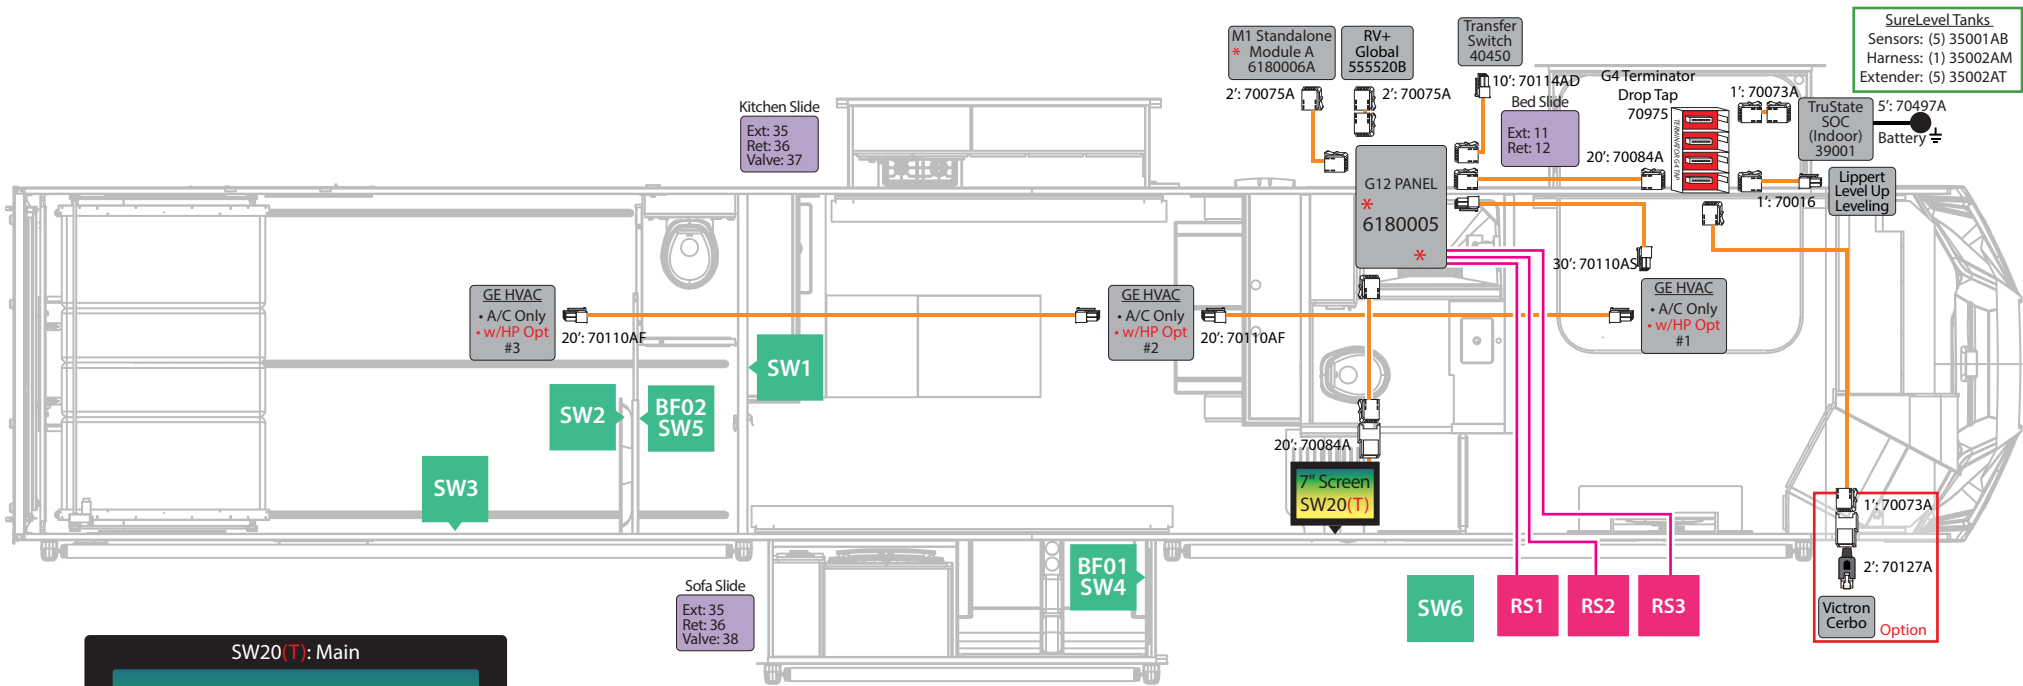 SureLevel Tanks
Sensors: (5) 35001AB
Harness: (1) 35002AM
Extender: (5) 35002AT
M1 Standalone
* Module A
6180006A
RV+
Global
555520B
Transfer
Switch
40450
2': 70075A
2': 70075A
10': 70114AD
G4 Terminator
Drop Tap
70975
1': 70073A
TERMINATOR G4 TAP
TruState
SOC
(Indoor)
39001
5': 70497A
Battery
Kitchen Slide
Ext: 35
Ret: 36
Valve: 37
Bed Slide
Ext: 11
Ret: 12
20': 70084A
G12 PANEL
*
6180005
*
1': 70016
Lippert
Level Up
Leveling
30': 70110AS
GE HVAC
• A/C Only
• w/HP Opt
#3
20': 70110AF
GE HVAC
• A/C Only
• w/HP Opt
#2
20': 70110AF
GE HVAC
• A/C Only
• w/HP Opt
#1
SW1
SW2
BF02
SW5
SW3
20': 70084A
7" Screen
SW20(T)
BF01
SW4
SW6
RS1
RS2
RS3
1': 70073A
2': 70127A
Victron
Cerbo
Option
Sofa Slide
Ext: 35
Ret: 36
Valve: 38
SW20(T): Main